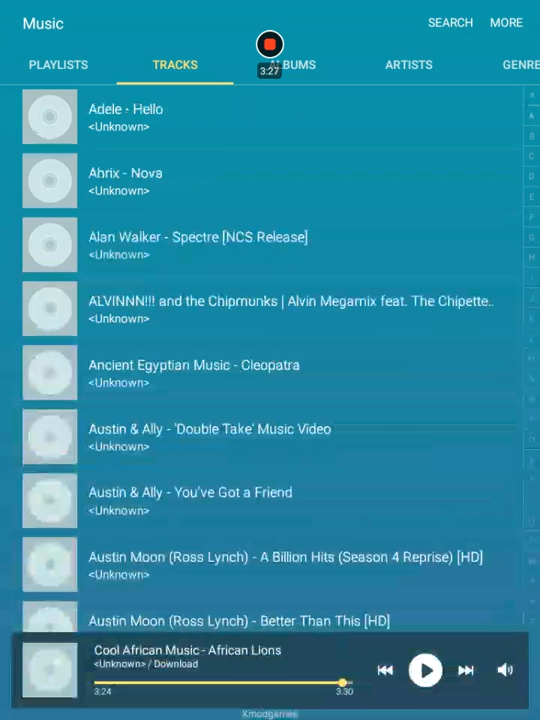 Music
SEARCH
MORE
3:27
PLAYLISTS
TRACKS
ALBUMS
ARTISTS
GENRE
Adele - Hello
<Unknown>
Ahrix - Nova
<Unknown>
Alan Walker - Spectre [NCS Release]
<Unknown>
ALVINNN!!! and the Chipmunks | Alvin Megamix feat. The Chipette..
<Unknown>
Ancient Egyptian Music - Cleopatra
<Unknown>
Austin & Ally - 'Double Take' Music Video
<Unknown>
Austin & Ally - You've Got a Friend
<Unknown>
Austin Moon (Ross Lynch) - A Billion Hits (Season 4 Reprise) [HD]
<Unknown>
Austin Moon (Ross Lynch) - Better Than This [HD]
A
B
C
D
E
F
G
H
Cool African Music - African Lions
<Unknown> / Download
3:24
3:30
Xmodgames